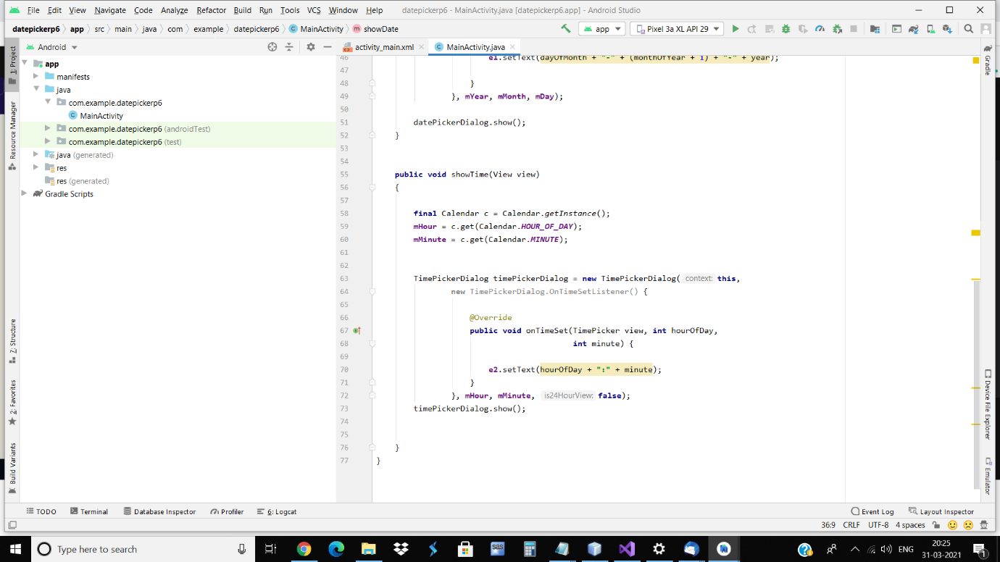 File Edit View Navigate Code Analyze Refactor Build Run Tools VCS Window Help datepickerp6 - MainActivity.java [datepickerp6.app] - Android Studio
datepickerp6 app src main java com example datepickerp6 MainActivity showDate app Pixel 3a XL API 29
Android activity_main.xml MainActivity.java
1: Project
Resource Manager
7: Structure
2: Favorites
Build Variants
app
manifests
java
com.example.datepickerp6
MainActivity
com.example.datepickerp6 (androidTest)
com.example.datepickerp6 (test)
java (generated)
res
res (generated)
Gradle Scripts
46 e1.setText(dayOfMonth + "-" + (monthOfYear + 1) + "-" + year);
47
48 }
49 }, mYear, mMonth, mDay);
50
51 datePickerDialog.show();
52 }
53
54
55 public void showTime(View view)
56 {
57
58 final Calendar c = Calendar.getInstance();
59 mHour = c.get(Calendar.HOUR_OF_DAY);
60 mMinute = c.get(Calendar.MINUTE);
61
62
63 TimePickerDialog timePickerDialog = new TimePickerDialog( context: this,
64 new TimePickerDialog.OnTimeSetListener() {
65
66 @Override
67 public void onTimeSet(TimePicker view, int hourOfDay,
68 int minute) {
69
70 e2.setText(hourOfDay + ":" + minute);
71 }
72 }, mHour, mMinute, is24HourView: false);
73 timePickerDialog.show();
74
75
76 }
77 }
Gradle
Device File Explorer
Emulator
TODO Terminal Database Inspector Profiler 6: Logcat Event Log Layout Inspector
36:9 CRLF UTF-8 4 spaces
Type here to search
sas
ENG
20:25
31-03-2021
1